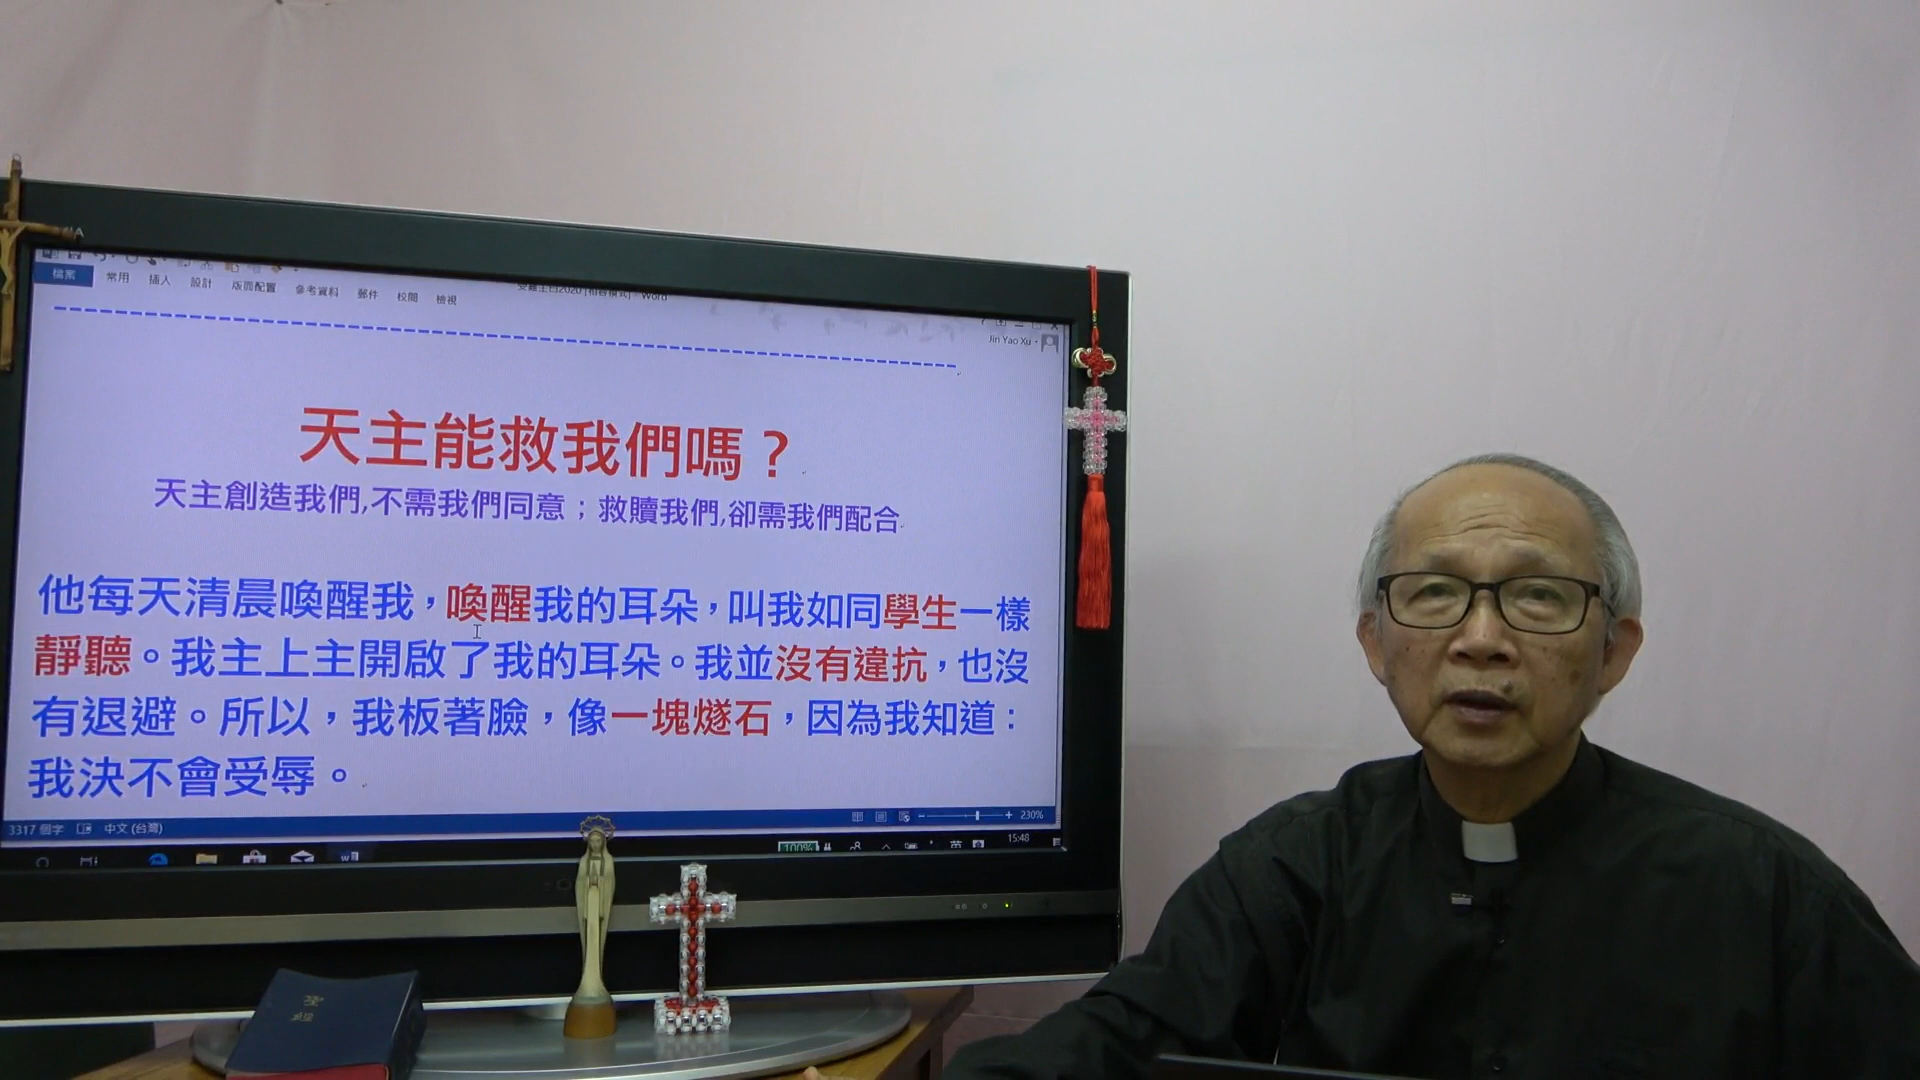 檔案 常用 插入 設計 版面配置 參考資料 郵件 校閱 檢視
Jin Yao Xu
天主能救我們嗎？
天主創造我們,不需我們同意；救贖我們,卻需我們配合
他每天清晨喚醒我，喚醒我的耳朵，叫我如同學生一樣
靜聽。我主上主開啟了我的耳朵。我並沒有違抗，也沒
有退避。所以，我板著臉，像一塊燧石，因為我知道：
我決不會受辱。
3317 個字 中文 (台灣) 230%
100% 15:48
聖經